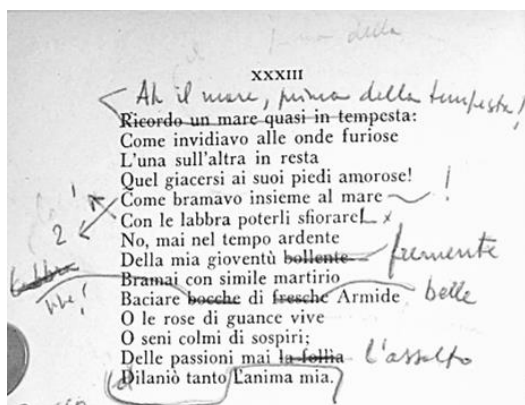 della
XXXIII
Ah il mare, prima della tempesta!
Ricordo un mare quasi in tempesta:
Come invidiavo alle onde furiose
L'una sull'altra in resta
Quel giacersi ai suoi piedi amorose!
1 Come bramavo insieme al mare !
2 Con le labbra poterli sfiorare! x
No, mai nel tempo ardente
Della mia gioventù bollente fremente
labbra Bramai con simile martirio
Baciare bocche di fresche Armide belle
O le rose di guance vive
O seni colmi di sospiri;
Delle passioni mai la follia l'assalto
Dilaniò tanto L'anima mia.